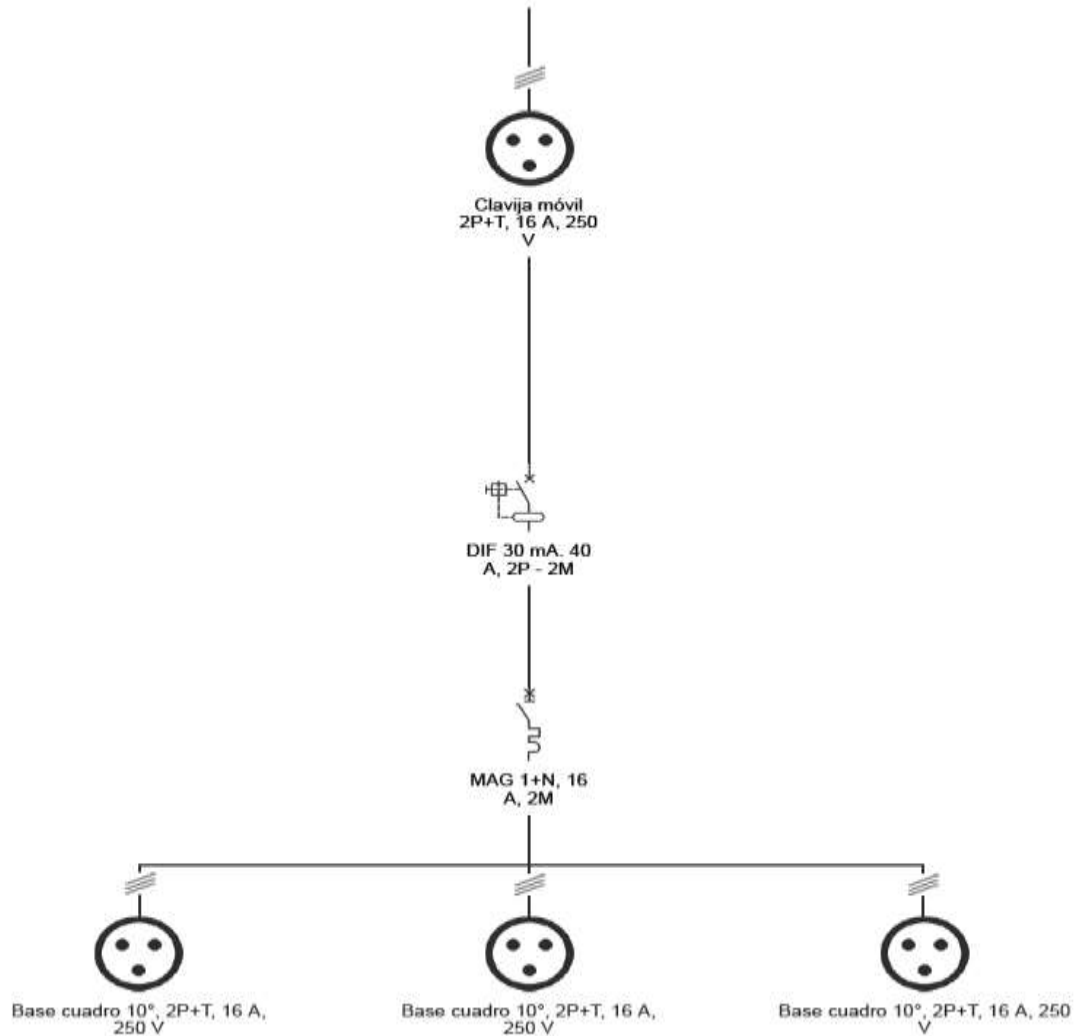 Clavija móvil
2P+T, 16 A, 250
V
DIF 30 mA. 40
A, 2P - 2M
MAG 1+N, 16
A, 2M
Base cuadro 10°, 2P+T, 16 A,
250 V
Base cuadro 10°, 2P+T, 16 A,
250 V
Base cuadro 10°, 2P+T, 16 A, 250
V